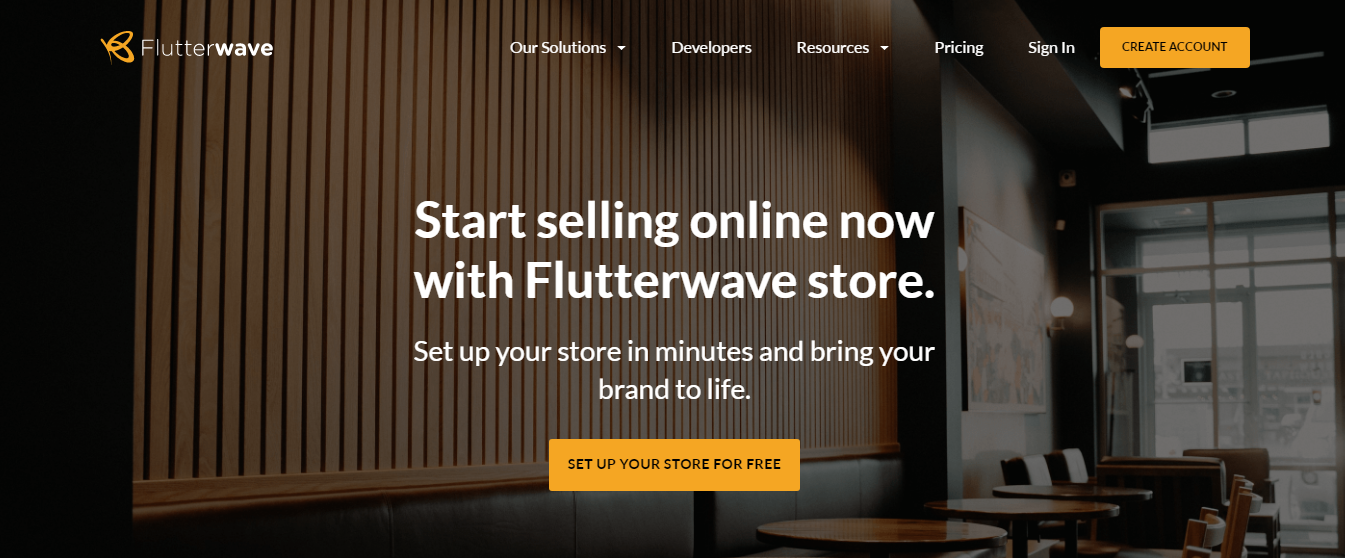 Flutterwave
Our Solutions
Developers
Resources
Pricing
Sign In
CREATE ACCOUNT
Start selling online now
with Flutterwave store.
Set up your store in minutes and bring your
brand to life.
SET UP YOUR STORE FOR FREE